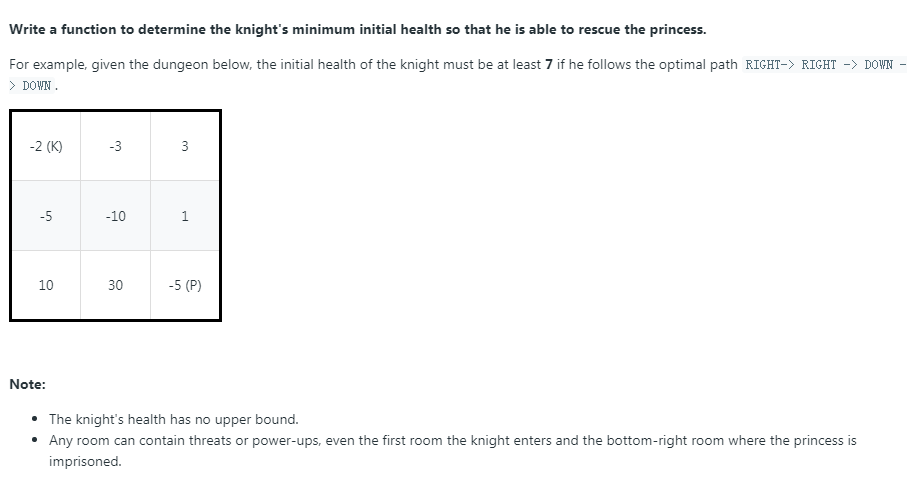 Write a function to determine the knight's minimum initial health so that he is able to rescue the princess.
For example, given the dungeon below, the initial health of the knight must be at least 7 if he follows the optimal path RIGHT-> RIGHT -> DOWN -
> DOWN .
-2 (K) -3 3
-5 -10 1
10 30 -5 (P)
Note:
• The knight's health has no upper bound.
• Any room can contain threats or power-ups, even the first room the knight enters and the bottom-right room where the princess is
imprisoned.